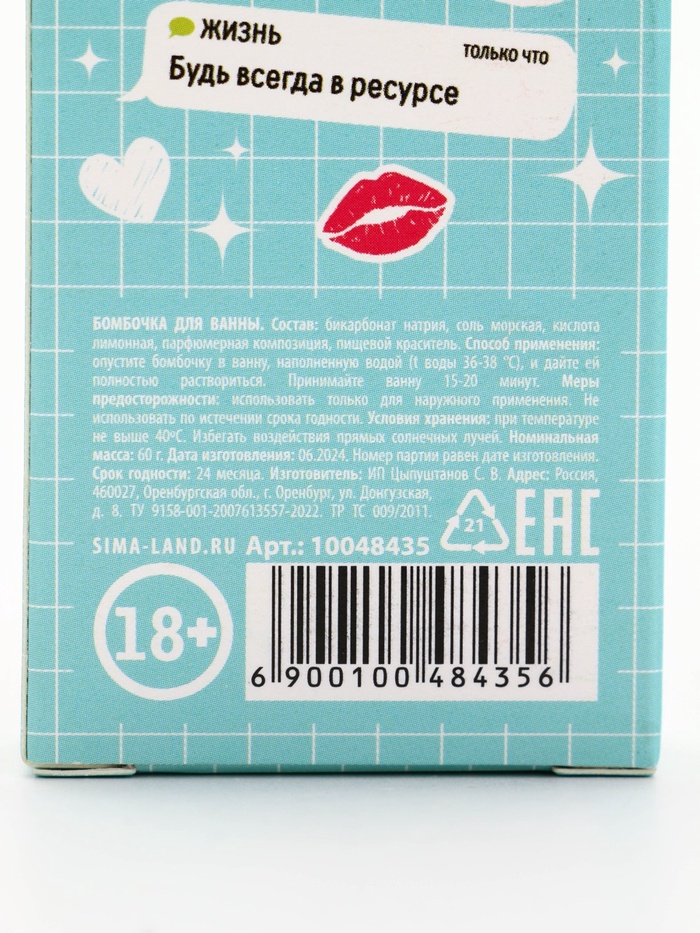 ЖИЗНЬ
ТОЛЬКО ЧТО
Будь всегда в ресурсе
БОМБОЧКА ДЛЯ ВАННЫ. Состав: бикарбонат натрия, соль морская, кислота
лимонная, парфюмерная композиция, пищевой краситель. Способ применения:
опустите бомбочку в ванну, наполненную водой (t воды 36-38 °С), и дайте ей
полностью раствориться. Принимайте ванну 15-20 минут. Меры
предосторожности: использовать только для наружного применения. Не
использовать по истечении срока годности. Условия хранения: при температуре
не выше 40°С. Избегать воздействия прямых солнечных лучей. Номинальная
масса: 60 г. Дата изготовления: 06.2024. Номер партии равен дате изготовления.
Срок годности: 24 месяца. Изготовитель: ИП Цыпуштанов С. В. Адрес: Россия,
460027, Оренбургская обл., г. Оренбург, ул. Донгузская,
д. 8, ТУ 9158-001-2007613557-2022. ТР ТС 009/2011.
21
EAC
SIMA-LAND.RU Арт.: 10048435
18+
6 900100 484356